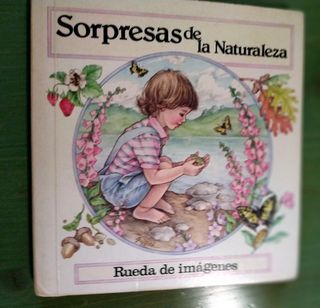 Sorpresas de
la Naturaleza
Rueda de imágenes